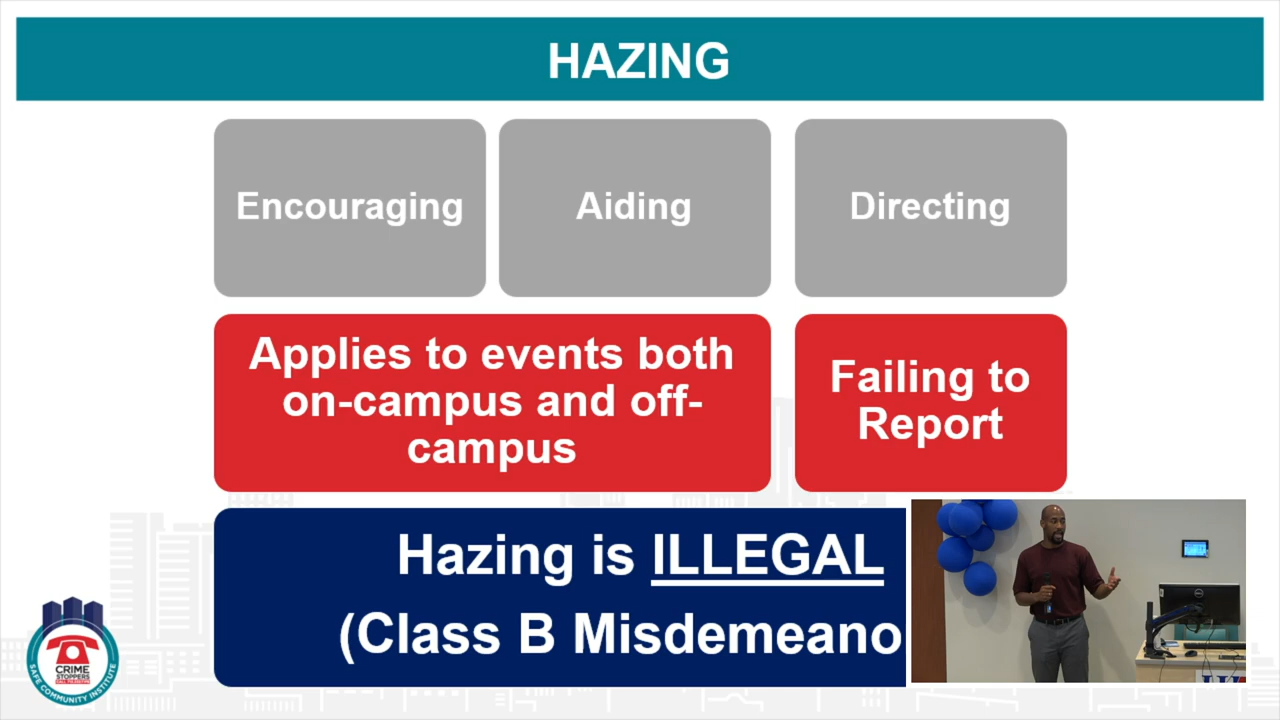 HAZING
Encouraging
Aiding
Directing
Applies to events both
on-campus and off-
campus
Failing to
Report
Hazing is ILLEGAL
(Class B Misdemeano
CRIME
STOPPERS
SAFE COMMUNITY INSTITUTE